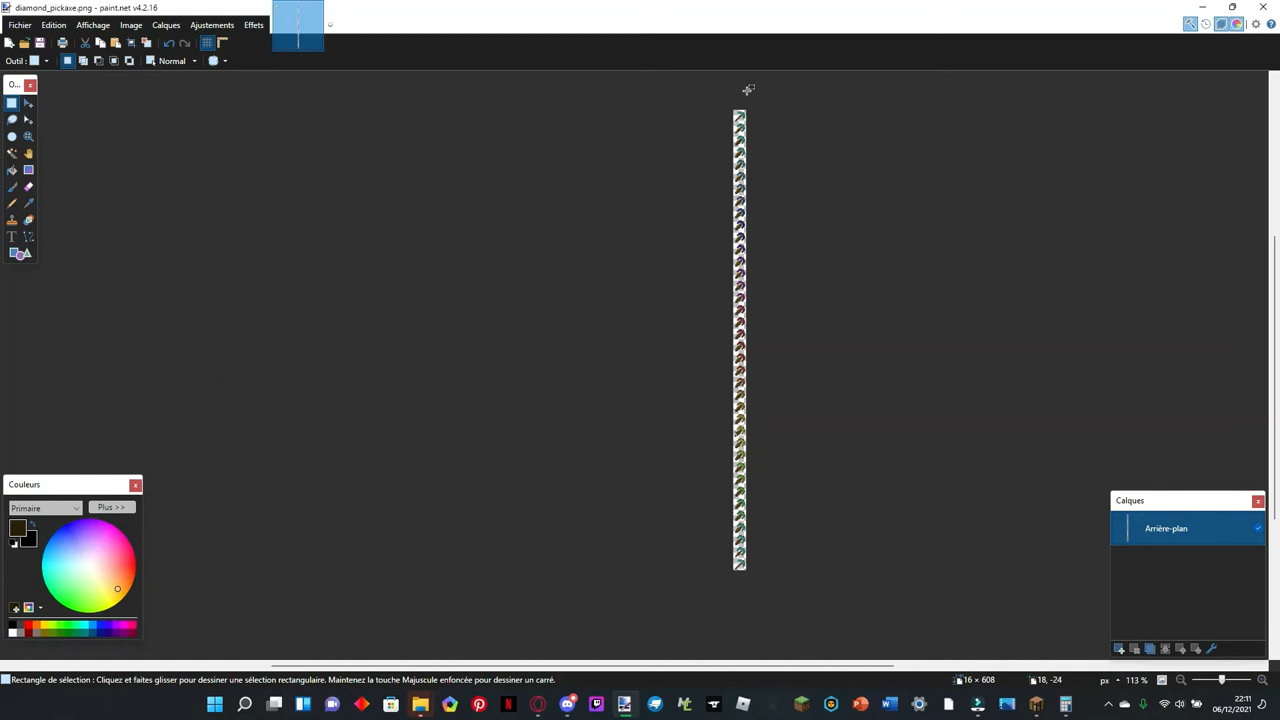 diamond_pickaxe.png - paint.net v4.2.16
Fichier Edition Affichage Image Calques Ajustements Effets
Outil : Normal
O...
Couleurs
Primaire Plus >>
Calques
Arrière-plan
Rectangle de sélection : Cliquez et faites glisser pour dessiner une sélection rectangulaire. Maintenez la touche Majuscule enfoncée pour dessiner un carré. 16 × 608 18, -24 px 113 %
22:11
06/12/2021